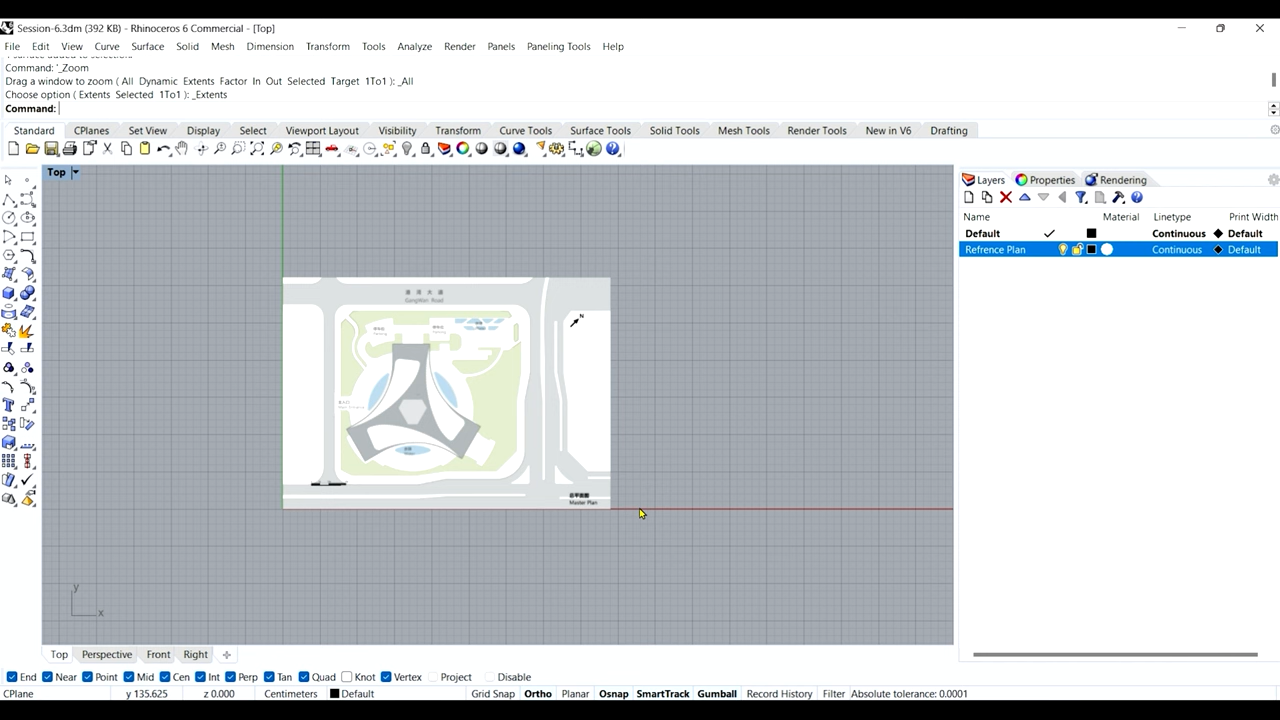 Session-6.3dm (392 KB) - Rhinoceros 6 Commercial - [Top]
File Edit View Curve Surface Solid Mesh Dimension Transform Tools Analyze Render Panels Paneling Tools Help
Command: '_Zoom
Drag a window to zoom ( All Dynamic Extents Factor In Out Selected Target 1To1 ): _All
Choose option ( Extents Selected 1To1 ): _Extents
Command:
Standard CPlanes Set View Display Select Viewport Layout Visibility Transform Curve Tools Surface Tools Solid Tools Mesh Tools Render Tools New in V6 Drafting
Top
Layers Properties Rendering
Name Material Linetype Print Width
Default Continuous Default
Refrence Plan Continuous Default
GangWan Road
N
总平面图
Master Plan
y
x
Top Perspective Front Right
End Near Point Mid Cen Int Perp Tan Quad Knot Vertex Project Disable
CPlane y 135.625 z 0.000 Centimeters Default Grid Snap Ortho Planar Osnap SmartTrack Gumball Record History Filter Absolute tolerance: 0.0001